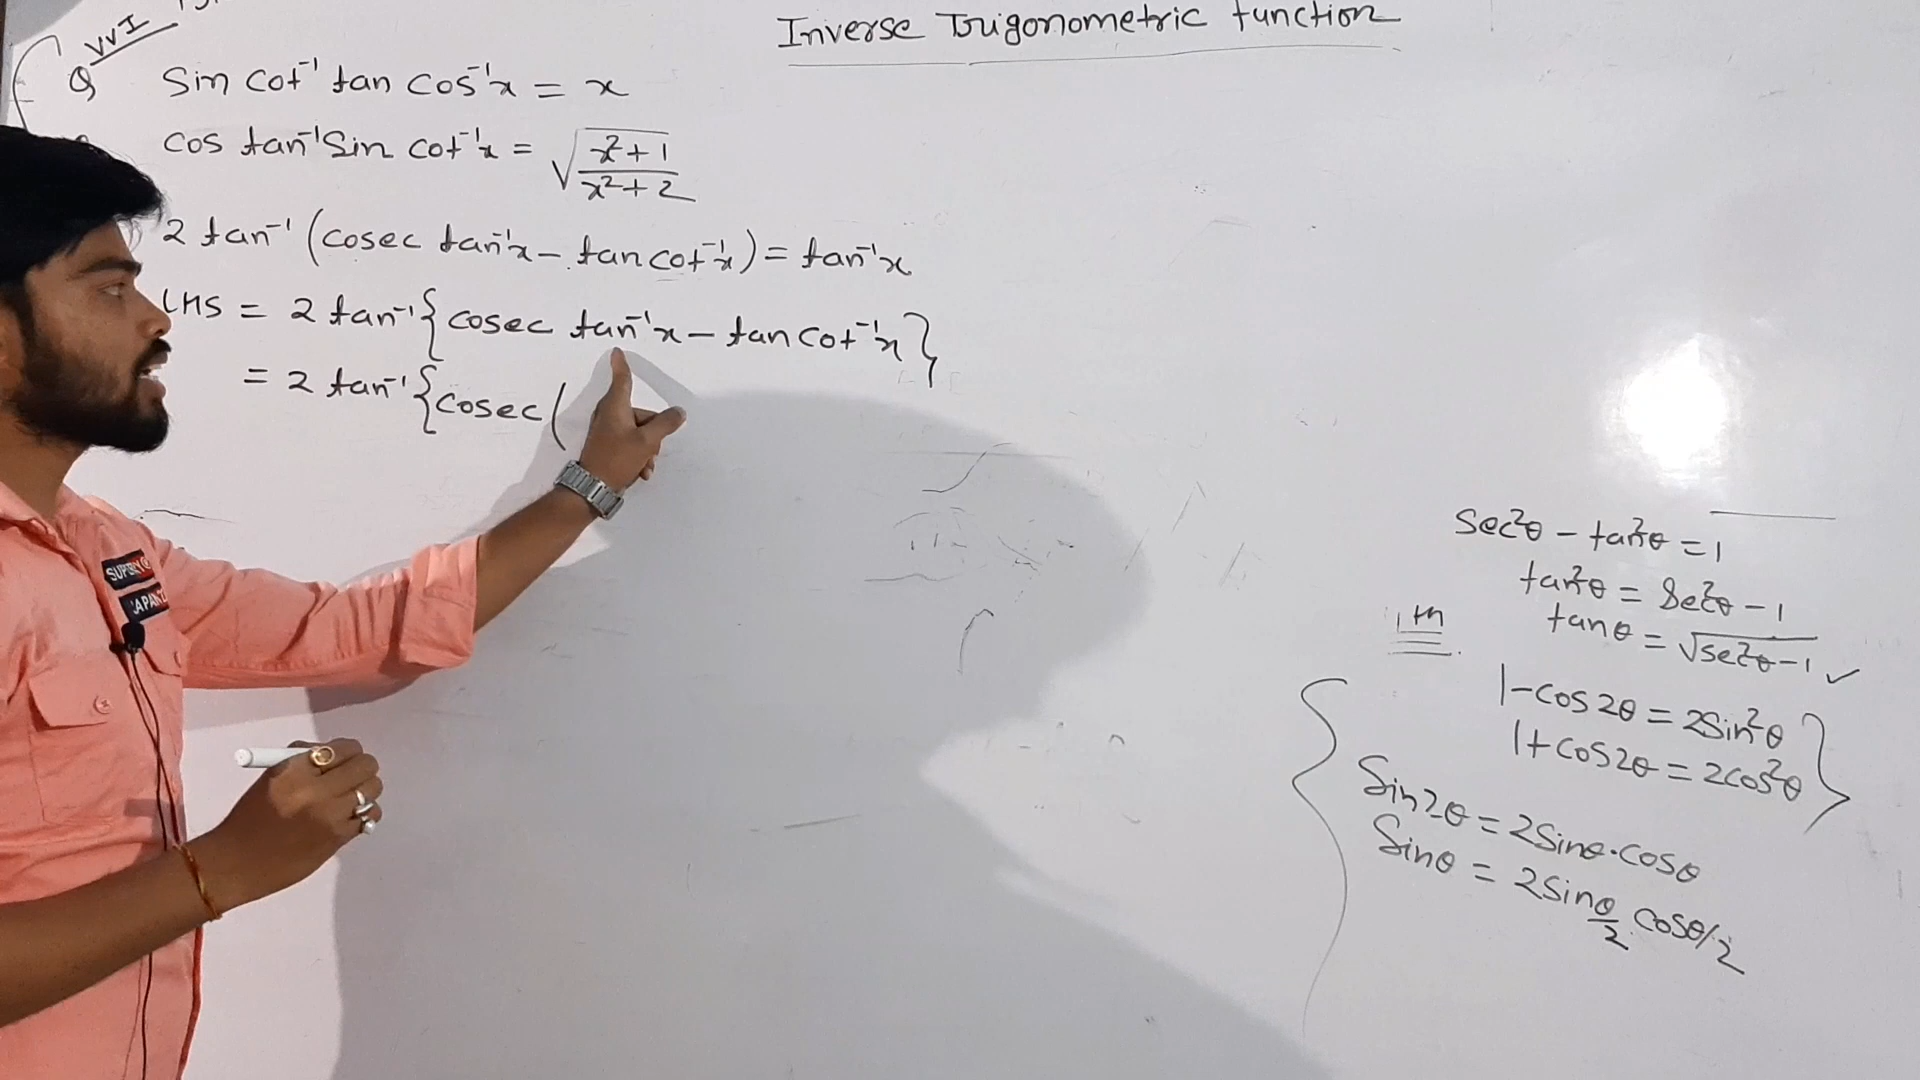 Inverse Trigonometric function
VVI
Q Sin Cot⁻¹ tan Cos⁻¹x = x
Cos tan⁻¹ Sin Cot⁻¹x = √((x²+1)/(x²+2))
2 tan⁻¹ (Cosec tan⁻¹x − tan Cot⁻¹x) = tan⁻¹x
LHS = 2 tan⁻¹{Cosec tan⁻¹x − tan Cot⁻¹x}
= 2 tan⁻¹{Cosec(
Sec²θ − tan²θ = 1
tan²θ = Sec²θ − 1
tanθ = √(Sec²θ−1) ✓
1−Cos2θ = 2Sin²θ
1+Cos2θ = 2Cos²θ
Sin2θ = 2Sinθ·Cosθ
Sinθ = 2Sinθ/2 Cosθ/2